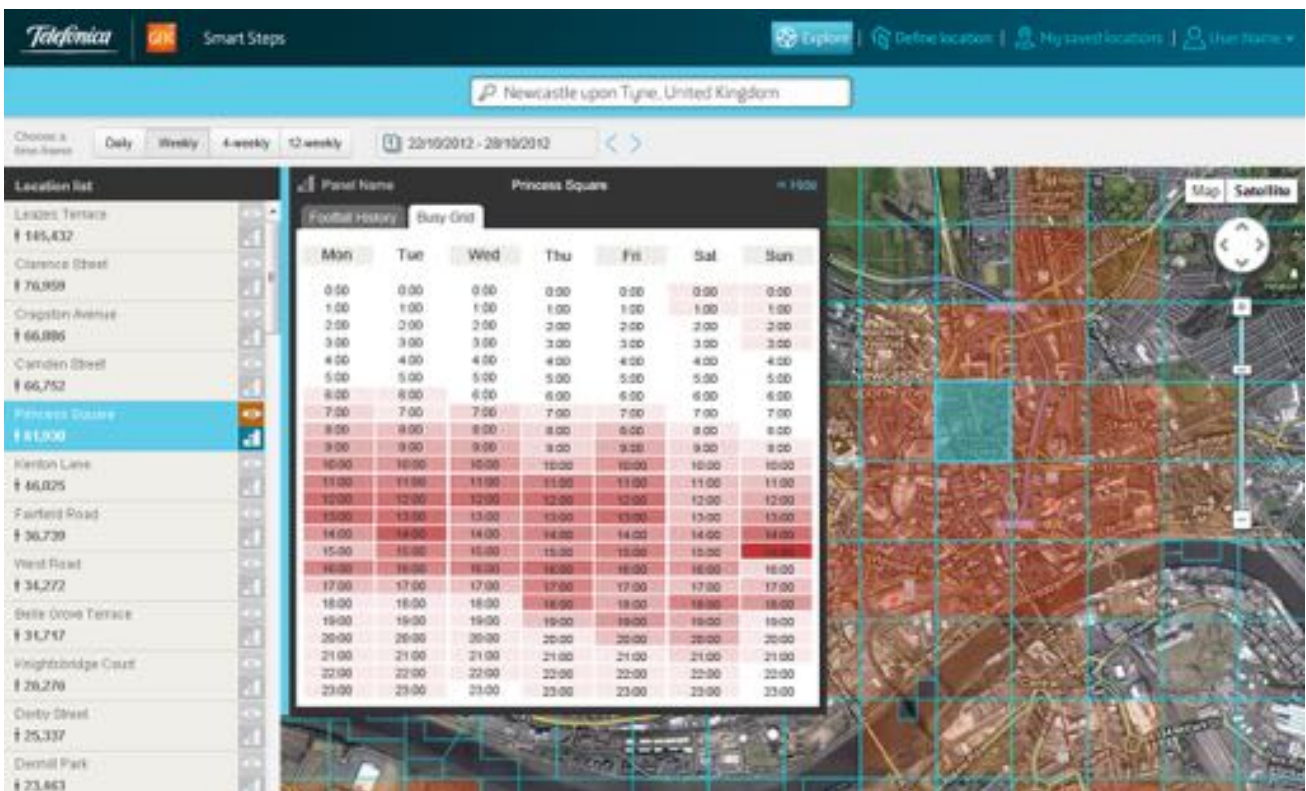 Telefónica GfK Smart Steps Explore | Define location | My saved locations | User Name
Newcastle upon Tyne, United Kingdom
Choose a
time-frame
Daily Weekly 4-weekly 12-weekly 22/10/2012 - 28/10/2012
Location list
Leazes Terrace
145,432
Clarence Street
76,959
Cragston Avenue
66,886
Camden Street
66,752
Princess Square
61,930
Kenton Lane
46,025
Fairfield Road
36,739
West Road
34,272
Belle Grove Terrace
31,717
Knightsbridge Court
28,270
Derby Street
25,337
Park
23,463
Panel Name Princess Square Hide
Footfall History Busy Grid
Mon Tue Wed Thu Fri Sat Sun
0:00 0:00 0:00 0:00 0:00 0:00 0:00
1:00 1:00 1:00 1:00 1:00 1:00 1:00
2:00 2:00 2:00 2:00 2:00 2:00 2:00
3:00 3:00 3:00 3:00 3:00 3:00 3:00
4:00 4:00 4:00 4:00 4:00 4:00 4:00
5:00 5:00 5:00 5:00 5:00 5:00 5:00
6:00 6:00 6:00 6:00 6:00 6:00 6:00
7:00 7:00 7:00 7:00 7:00 7:00 7:00
8:00 8:00 8:00 8:00 8:00 8:00 8:00
9:00 9:00 9:00 9:00 9:00 9:00 9:00
10:00 10:00 10:00 10:00 10:00 10:00 10:00
11:00 11:00 11:00 11:00 11:00 11:00 11:00
12:00 12:00 12:00 12:00 12:00 12:00 12:00
13:00 13:00 13:00 13:00 13:00 13:00 13:00
14:00 14:00 14:00 14:00 14:00 14:00 14:00
15:00 15:00 15:00 15:00 15:00 15:00 15:00
16:00 16:00 16:00 16:00 16:00 16:00 16:00
17:00 17:00 17:00 17:00 17:00 17:00 17:00
18:00 18:00 18:00 18:00 18:00 18:00 18:00
19:00 19:00 19:00 19:00 19:00 19:00 19:00
20:00 20:00 20:00 20:00 20:00 20:00 20:00
21:00 21:00 21:00 21:00 21:00 21:00 21:00
22:00 22:00 22:00 22:00 22:00 22:00 22:00
23:00 23:00 23:00 23:00 23:00 23:00 23:00
Map Satellite